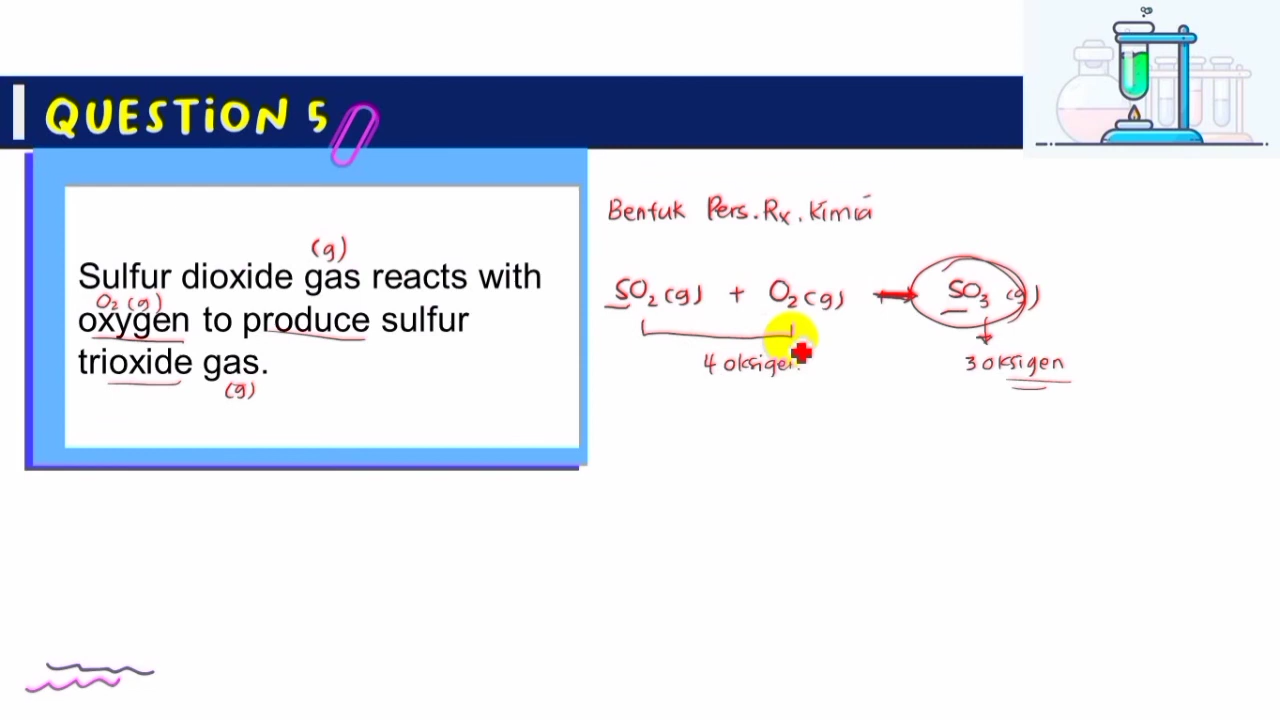 QUESTION 5
(g)
Sulfur dioxide gas reacts with
O₂ (g)
oxygen to produce sulfur
trioxide gas.
(g)
Bentuk Pers. Rx. Kimia
SO₂(g) + O₂(g) → SO₃(g)
4 oksigen
3 oksigen